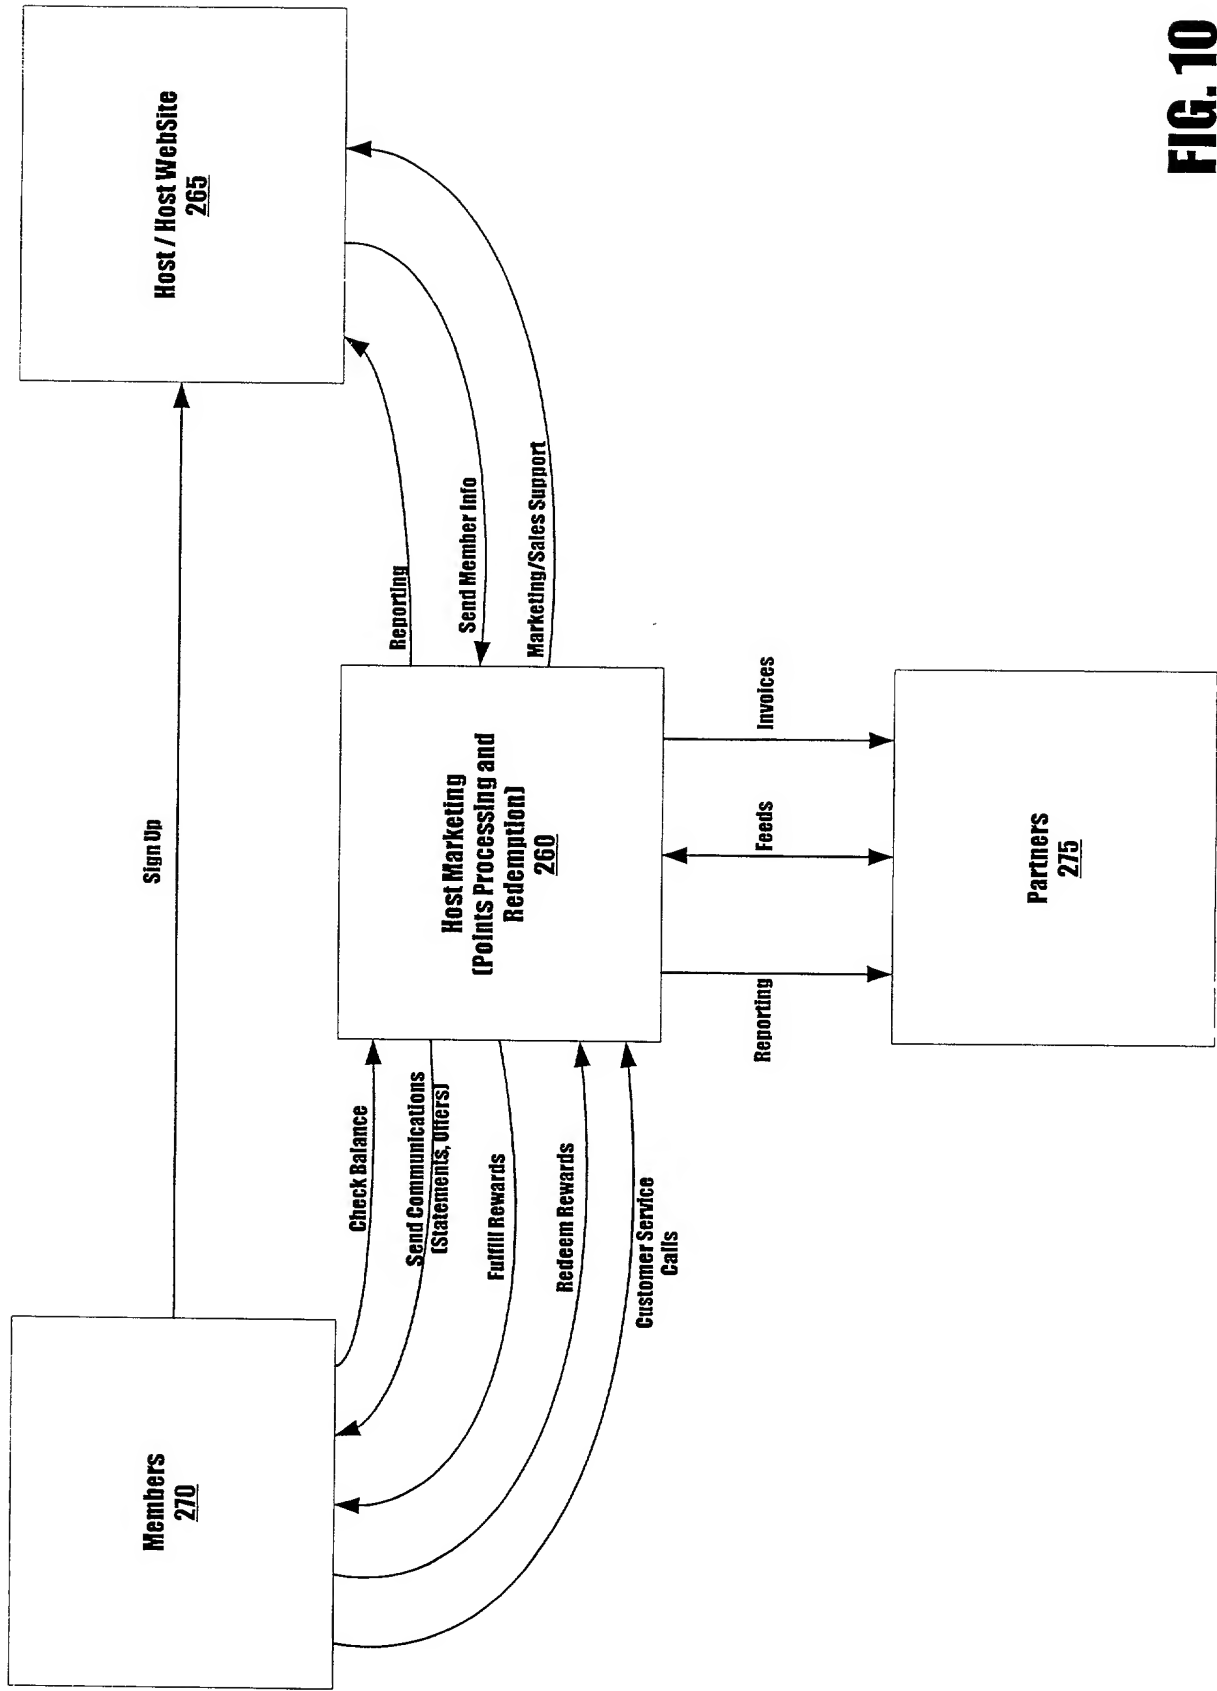 Sign Up
Members
270
Host / Host WebSite
265
Check Balance
Send Communications
(Statements, Offers)
Fulfill Rewards
Redeem Rewards
Customer Service
Calls
Host Marketing
(Points Processing and
Redemption)
260
Reporting
Send Member Info
Marketing/Sales Support
Reporting
Feeds
Invoices
Partners
275
FIG. 10